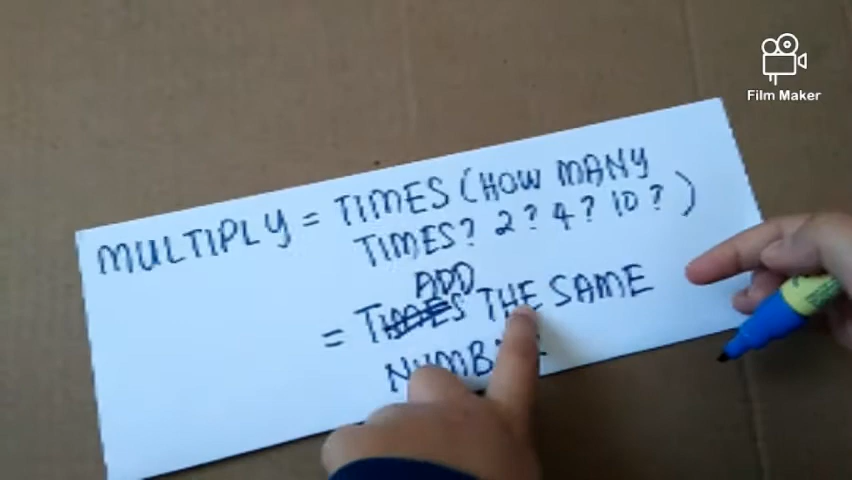 Film Maker
MULTIPLY = TIMES (HOW MANY
TIMES? 2? 4? 10?)
ADD
= TIMES THE SAME